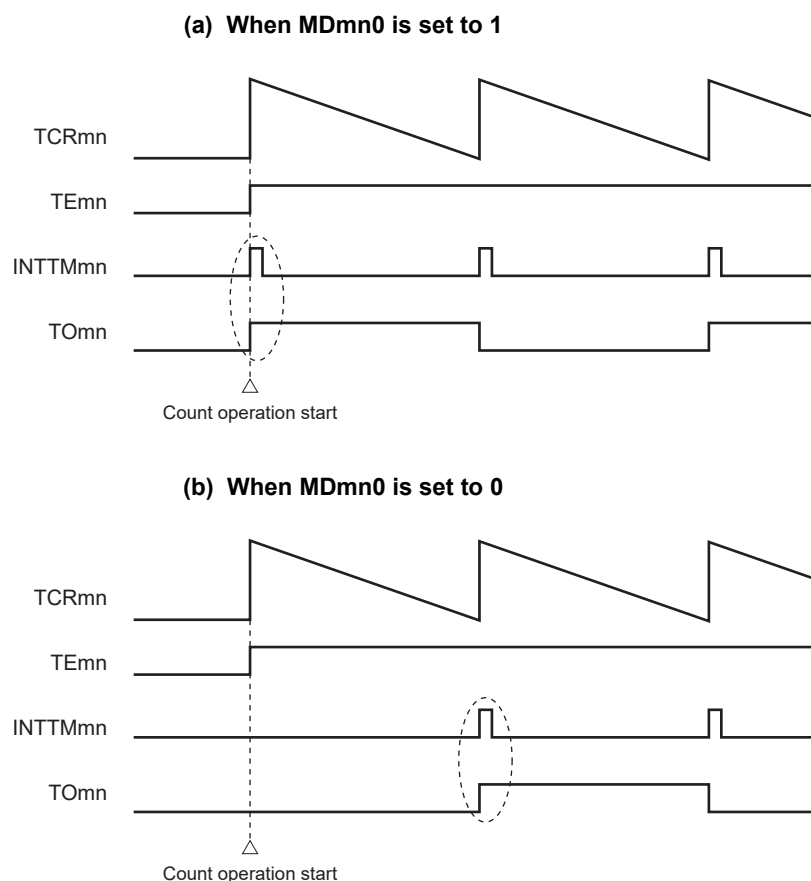 (a) When MDmn0 is set to 1
TCRmn
TEmn
INTTMmn
TOmn
Count operation start
(b) When MDmn0 is set to 0
TCRmn
TEmn
INTTMmn
TOmn
Count operation start